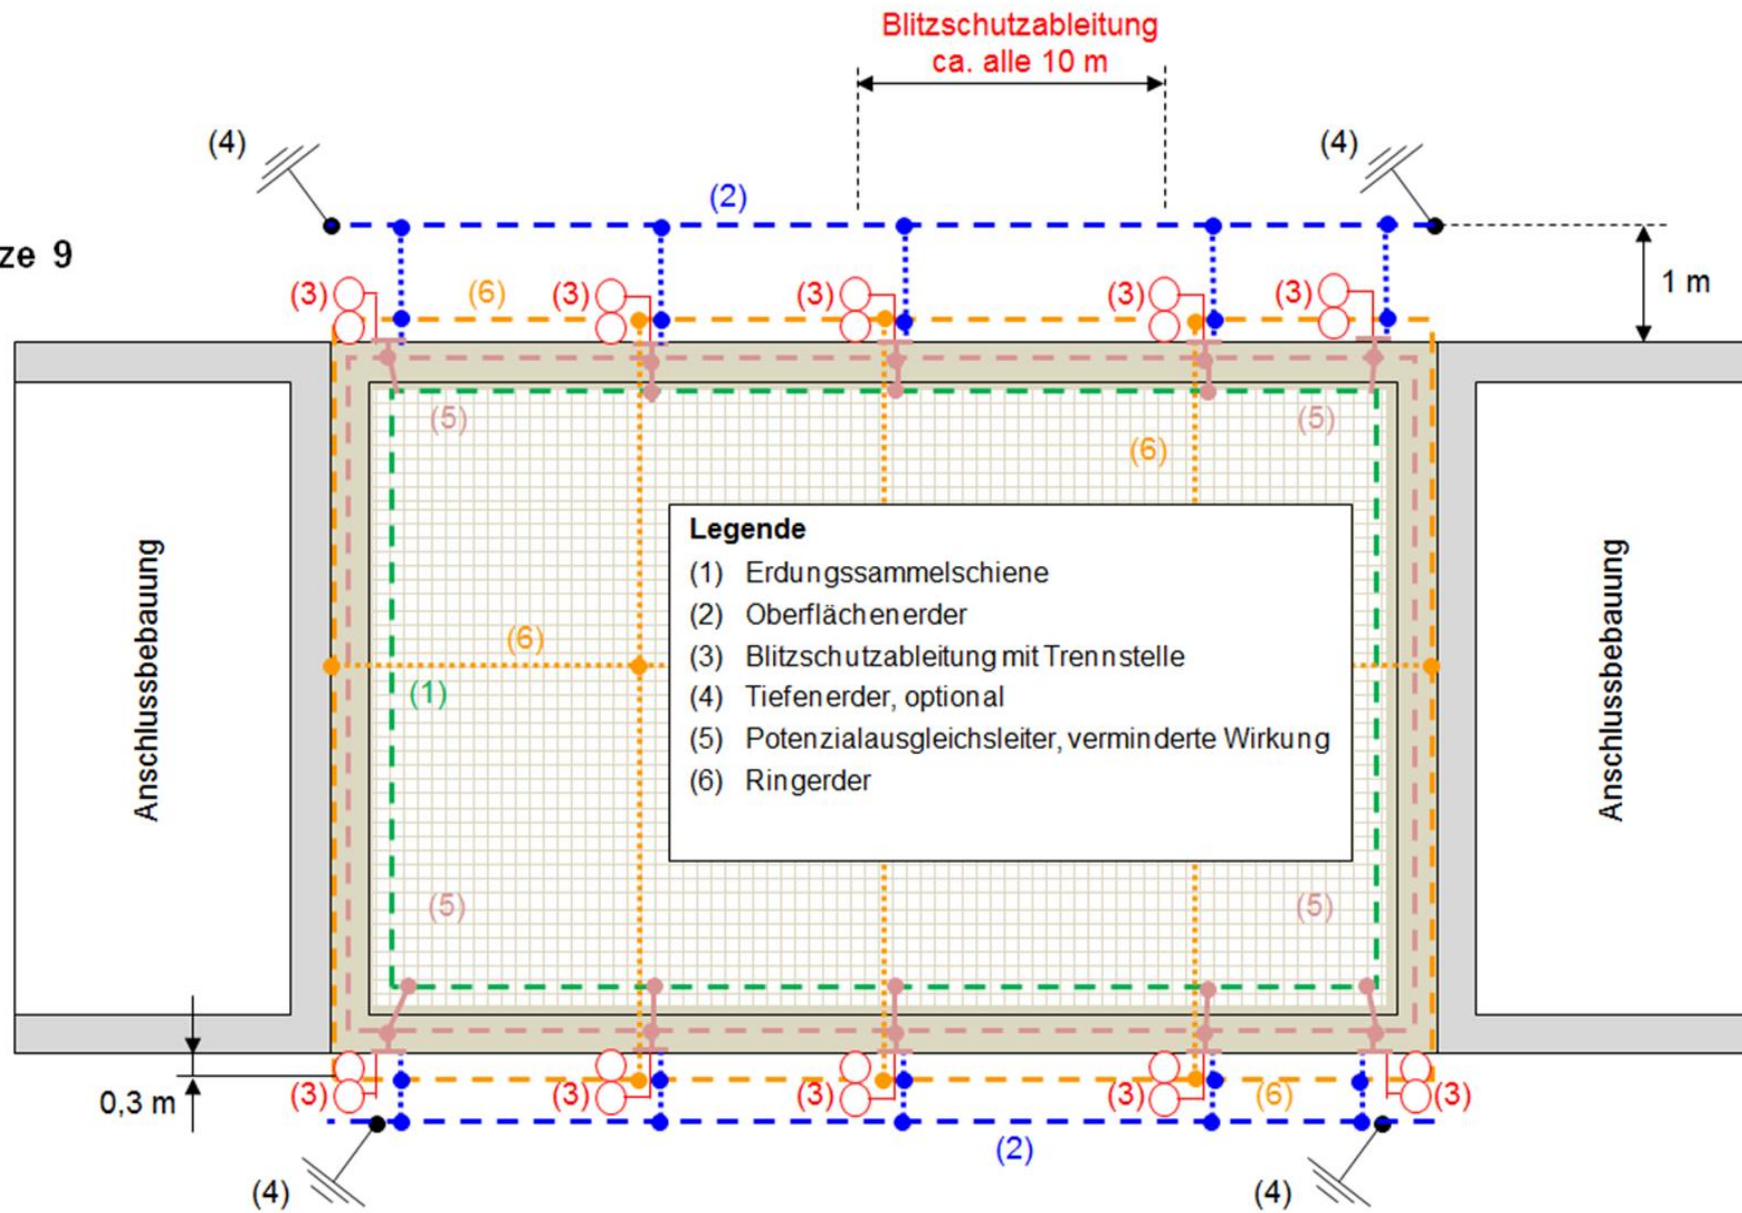 Blitzschutzableitung
ca. alle 10 m
(4)
(4)
(2)
ze 9
1 m
(3)
(6)
(3)
(3)
(3)
(3)
(5)
(5)
(6)
Legende
(1) Erdungssammelschiene
(2) Oberflächenerder
(3) Blitzschutzableitung mit Trennstelle
(4) Tiefenerder, optional
(5) Potenzialausgleichsleiter, verminderte Wirkung
(6) Ringerder
Anschlussbebauung
Anschlussbebauung
(6)
(1)
(5)
(5)
0,3 m
(3)
(3)
(3)
(3)
(6)
(3)
(2)
(4)
(4)